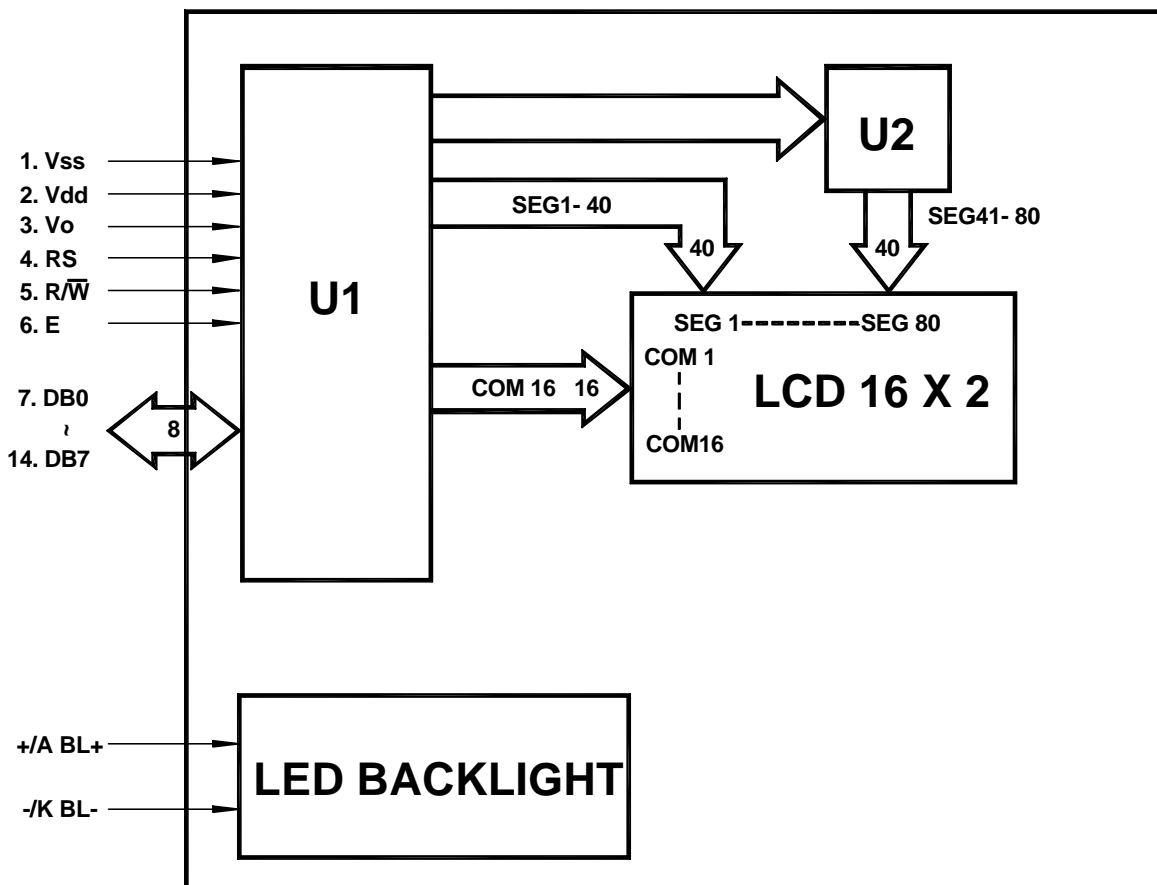 1. Vss
2. Vdd
3. Vo
4. RS
5. R/W̅
6. E
7. DB0
~
14. DB7
8
U1
U2
SEG1- 40
40
SEG41- 80
40
COM 16 16
SEG 1----------SEG 80
COM 1
COM16
LCD 16 X 2
+/A BL+
-/K BL-
LED BACKLIGHT